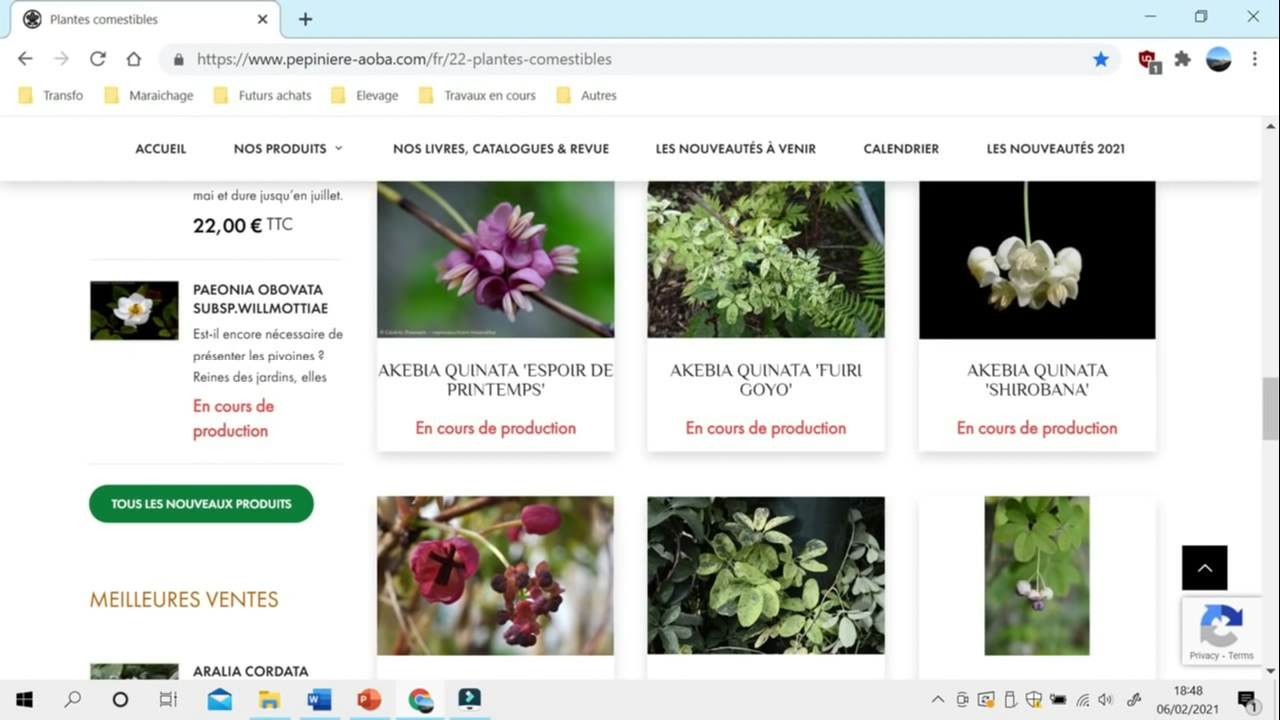 Plantes comestibles
https://www.pepiniere-aoba.com/fr/22-plantes-comestibles
1
Transfo Maraichage Futurs achats Elevage Travaux en cours Autres
ACCUEIL NOS PRODUITS NOS LIVRES, CATALOGUES & REVUE LES NOUVEAUTÉS À VENIR CALENDRIER LES NOUVEAUTÉS 2021
mai et dure jusqu'en juillet.
22,00 € TTC
PAEONIA OBOVATA
SUBSP.WILLMOTTIAE
Est-il encore nécessaire de
présenter les pivoines ?
Reines des jardins, elles
En cours de
production
TOUS LES NOUVEAUX PRODUITS
MEILLEURES VENTES
ARALIA CORDATA
AKEBIA QUINATA 'ESPOIR DE
PRINTEMPS'
En cours de production
AKEBIA QUINATA 'FUIRI
GOYO'
En cours de production
AKEBIA QUINATA
'SHIROBANA'
En cours de production
Privacy - Terms
18:48
06/02/2021
1